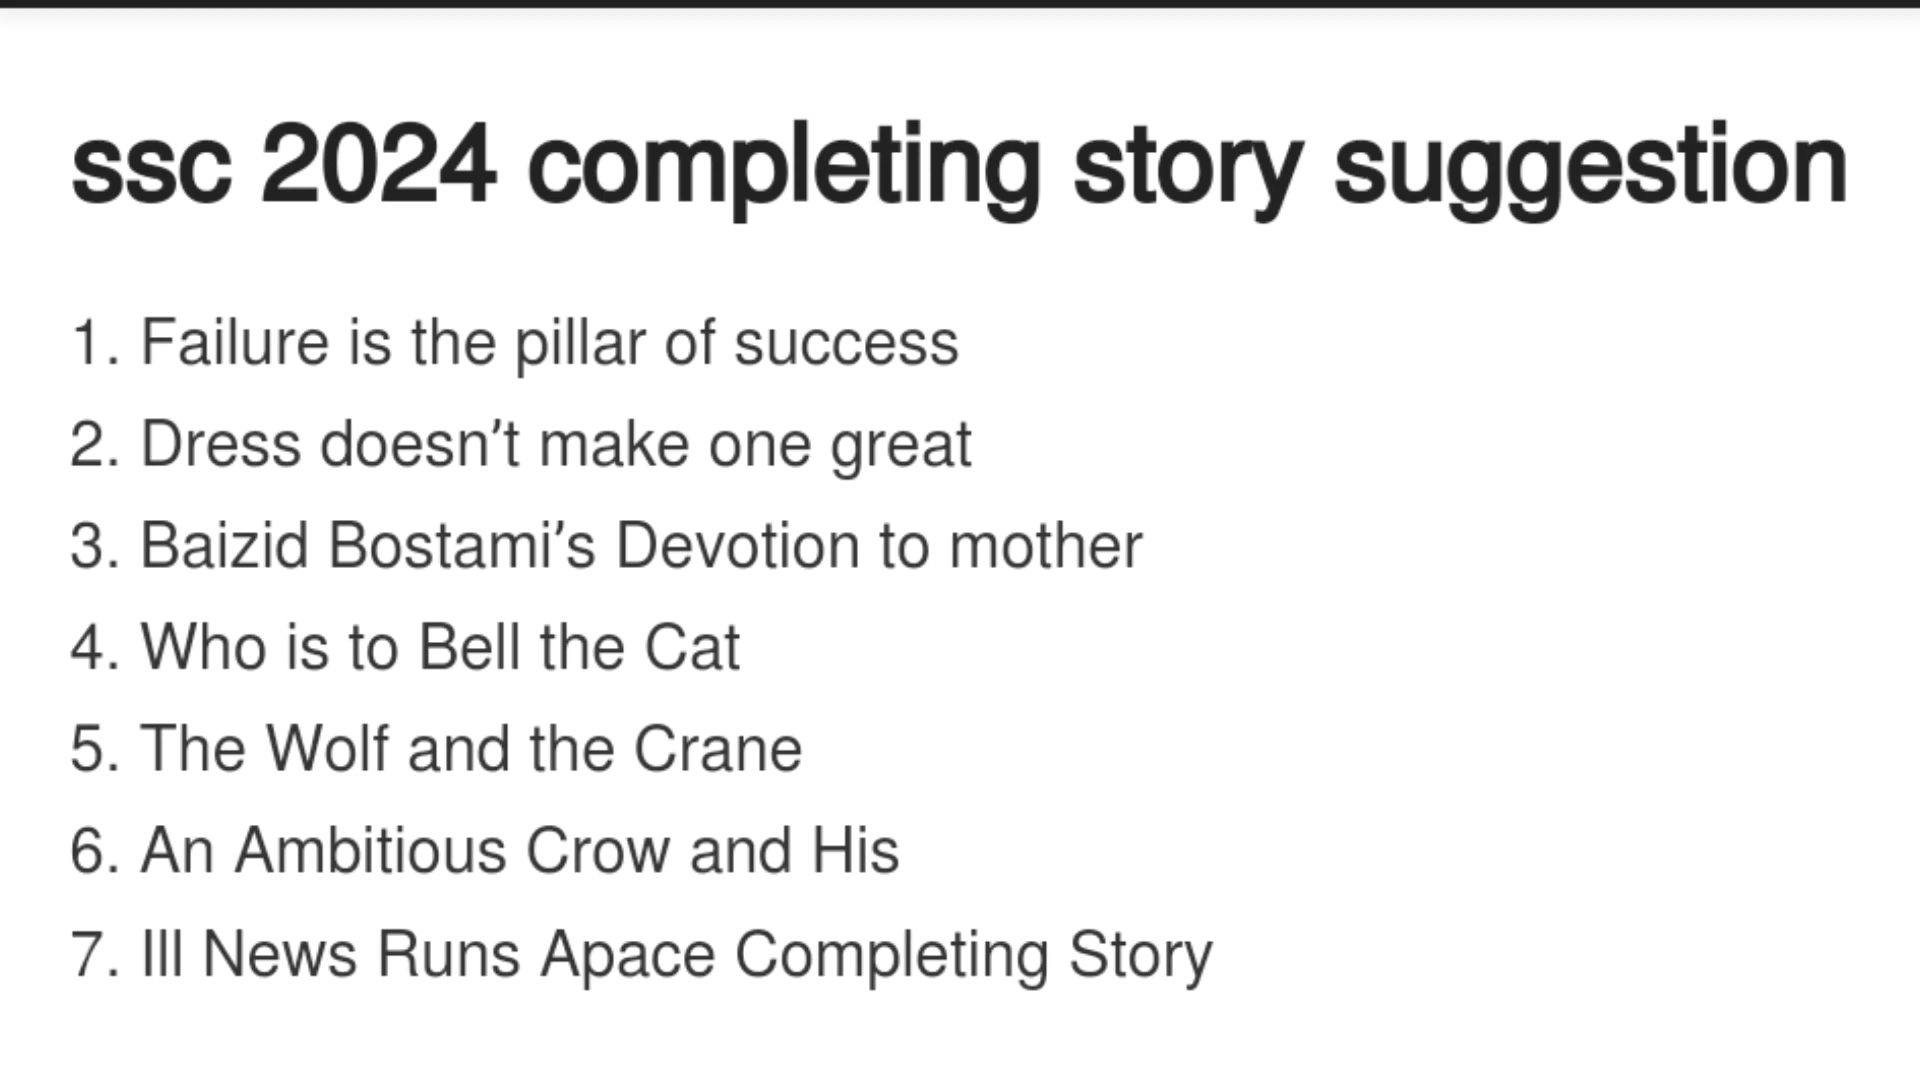 ssc 2024 completing story suggestion
1. Failure is the pillar of success
2. Dress doesn’t make one great
3. Baizid Bostami’s Devotion to mother
4. Who is to Bell the Cat
5. The Wolf and the Crane
6. An Ambitious Crow and His
7. Ill News Runs Apace Completing Story